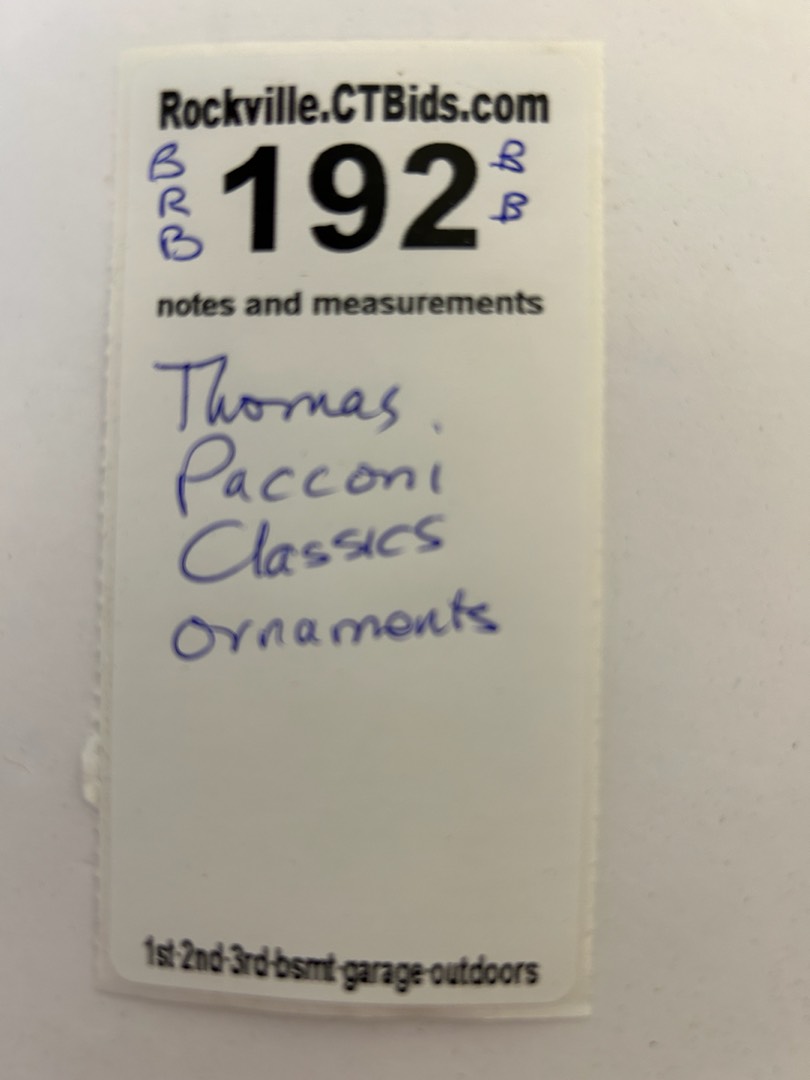 Rockville.CTBids.com
B 192 B
R B
B
notes and measurements
Thomas
Pacconi
Classics
ornaments
1st-2nd-3rd-bsmt-garage-outdoors